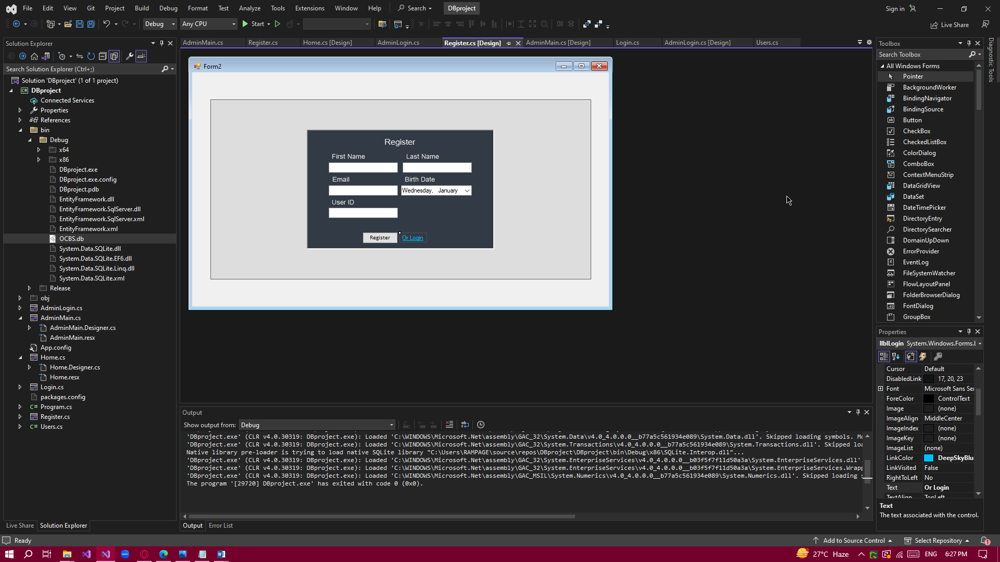 File Edit View Git Project Build Debug Format Test Analyze Tools Extensions Window Help Search DBproject Sign in
Debug Any CPU Start Live Share
Solution Explorer
Search Solution Explorer (Ctrl+;)
Solution 'DBproject' (1 of 1 project)
DBproject
Connected Services
Properties
References
bin
Debug
x64
x86
DBproject.exe
DBproject.exe.config
DBproject.pdb
EntityFramework.dll
EntityFramework.SqlServer.dll
EntityFramework.SqlServer.xml
EntityFramework.xml
OCBS.db
System.Data.SQLite.dll
System.Data.SQLite.EF6.dll
System.Data.SQLite.Linq.dll
System.Data.SQLite.xml
Release
obj
AdminLogin.cs
AdminMain.cs
AdminMain.Designer.cs
AdminMain.resx
App.config
Home.cs
Home.Designer.cs
Home.resx
Login.cs
packages.config
Program.cs
Register.cs
Users.cs
Live Share Solution Explorer
AdminMain.cs Register.cs Home.cs [Design] AdminLogin.cs Register.cs [Design] AdminMain.cs [Design] Login.cs AdminLogin.cs [Design] Users.cs
Form2
Register
First Name Last Name
Email Birth Date
Wednesday, January
User ID
Register Or Login
Output
Show output from: Debug
'DBproject.exe' (CLR v4.0.30319: DBproject.exe): Loaded 'C:\WINDOWS\Microsoft.Net\assembly\GAC_32\System.Data\v4.0_4.0.0.0__b77a5c561934e089\System.Data.dll'. Skipped loading symbols. Mo
'DBproject.exe' (CLR v4.0.30319: DBproject.exe): Loaded 'C:\WINDOWS\Microsoft.Net\assembly\GAC_32\System.Transactions\v4.0_4.0.0.0__b77a5c561934e089\System.Transactions.dll'. Skipped loa
Native library pre-loader is trying to load native SQLite library "C:\Users\RAMPAGE\source\repos\DBproject\DBproject\bin\Debug\x86\SQLite.Interop.dll"...
'DBproject.exe' (CLR v4.0.30319: DBproject.exe): Loaded 'C:\WINDOWS\Microsoft.Net\assembly\GAC_32\System.EnterpriseServices\v4.0_4.0.0.0__b03f5f7f11d50a3a\System.EnterpriseServices.dll'
'DBproject.exe' (CLR v4.0.30319: DBproject.exe): Loaded 'C:\WINDOWS\Microsoft.Net\assembly\GAC_32\System.EnterpriseServices\v4.0_4.0.0.0__b03f5f7f11d50a3a\System.EnterpriseServices.Wrap
'DBproject.exe' (CLR v4.0.30319: DBproject.exe): Loaded 'C:\WINDOWS\Microsoft.Net\assembly\GAC_MSIL\System.Numerics\v4.0_4.0.0.0__b77a5c561934e089\System.Numerics.dll'. Skipped loading
The program '[29720] DBproject.exe' has exited with code 0 (0x0).
Output Error List
Toolbox
Search Toolbox
All Windows Forms
Pointer
BackgroundWorker
BindingNavigator
BindingSource
Button
CheckBox
CheckedListBox
ColorDialog
ComboBox
ContextMenuStrip
DataGridView
DataSet
DateTimePicker
DirectoryEntry
DirectorySearcher
DomainUpDown
ErrorProvider
EventLog
FileSystemWatcher
FlowLayoutPanel
FolderBrowserDialog
FontDialog
GroupBox
Diagnostic Tools
Properties
llblLogin System.Windows.Forms.L
Cursor Default
DisabledLink 17, 20, 23
Font Microsoft Sans Ser
ForeColor ControlText
Image (none)
ImageAlign MiddleCenter
ImageIndex (none)
ImageKey (none)
ImageList (none)
LinkColor DeepSkyBlu
LinkVisited False
RightToLeft No
Text Or Login
TextAlign TopLeft
Text
The text associated with the control.
Ready Add to Source Control Select Repository 1
27°C Haze ENG 6:27 PM